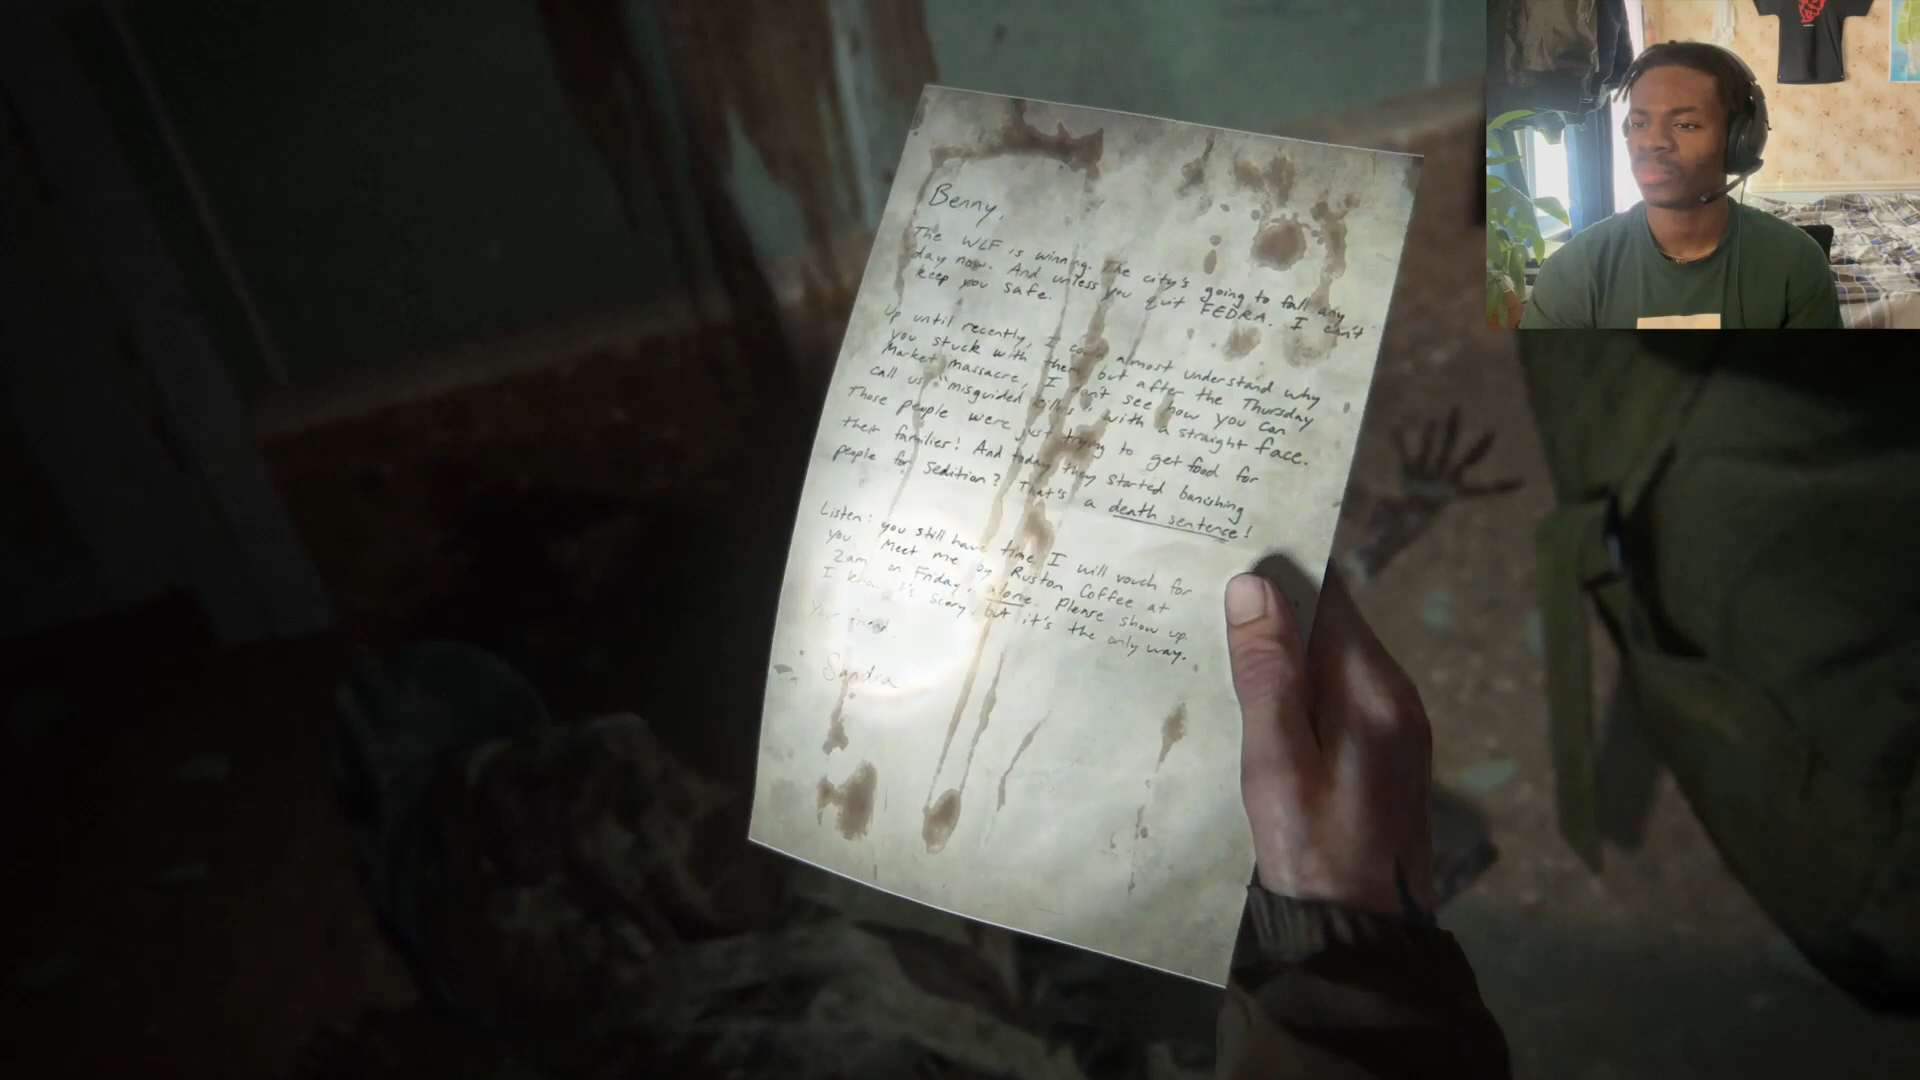 Benny,
The WLF is winning. The city's going to fall any
day now. And unless you quit FEDRA. I can't
keep you safe.
Up until recently, I could almost understand why
you stuck with them but after the Thursday
Market massacre, I don't see how you can
call us "misguided killers" with a straight face.
Those people were just trying to get food for
their families! And today they started banishing
people for sedition? That's a death sentence!
Listen: you still have time. I will vouch for
you. Meet me by Ruston Coffee at
2am on Friday, alone. Please show up.
I know it's scary, but it's the only way.
Your friend,
Sandra